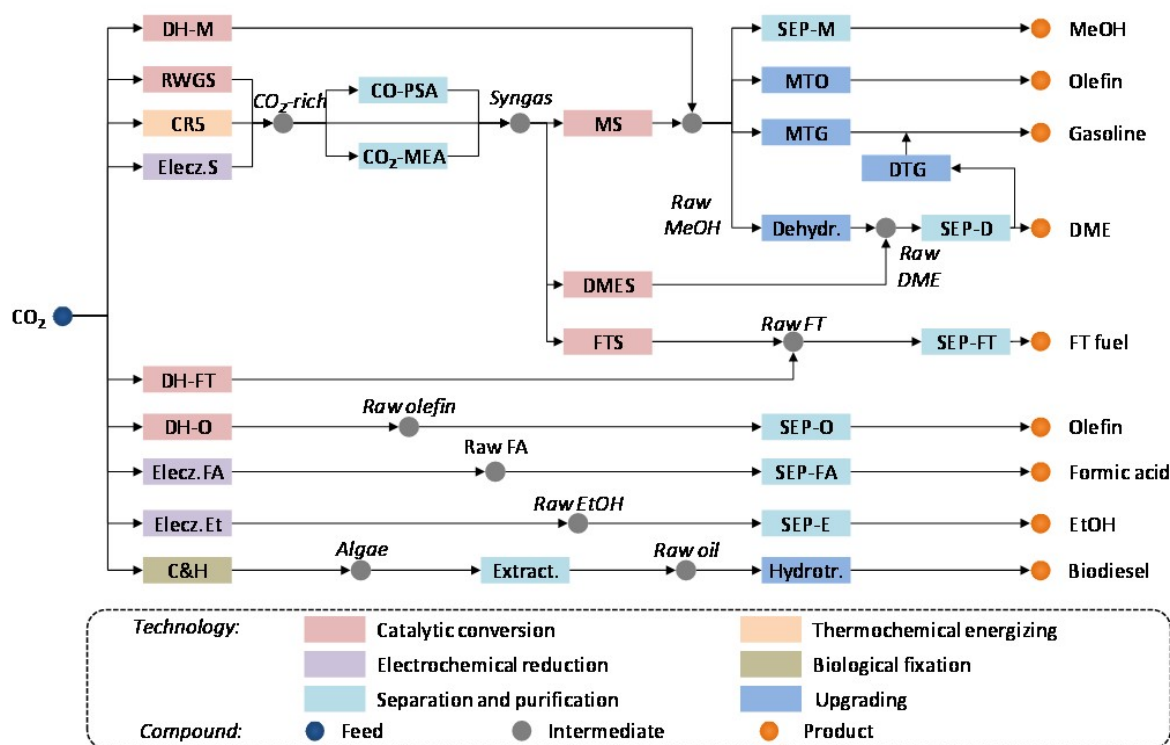 DH-M
SEP-M
MeOH
RWGS
CO₂-rich
CO-PSA
Syngas
MTO
Olefin
CR5
MS
MTG
Gasoline
Elecz.S
CO₂-MEA
DTG
Raw
MeOH
Dehydr.
SEP-D
DME
Raw
DME
DMES
CO₂
FTS
Raw FT
SEP-FT
FT fuel
DH-FT
DH-O
Raw olefin
SEP-O
Olefin
Elecz.FA
Raw FA
SEP-FA
Formic acid
Elecz.Et
Raw EtOH
SEP-E
EtOH
C&H
Algae
Extract.
Raw oil
Hydrotr.
Biodiesel
Technology:
Catalytic conversion
Thermochemical energizing
Electrochemical reduction
Biological fixation
Separation and purification
Upgrading
Compound:
Feed
Intermediate
Product